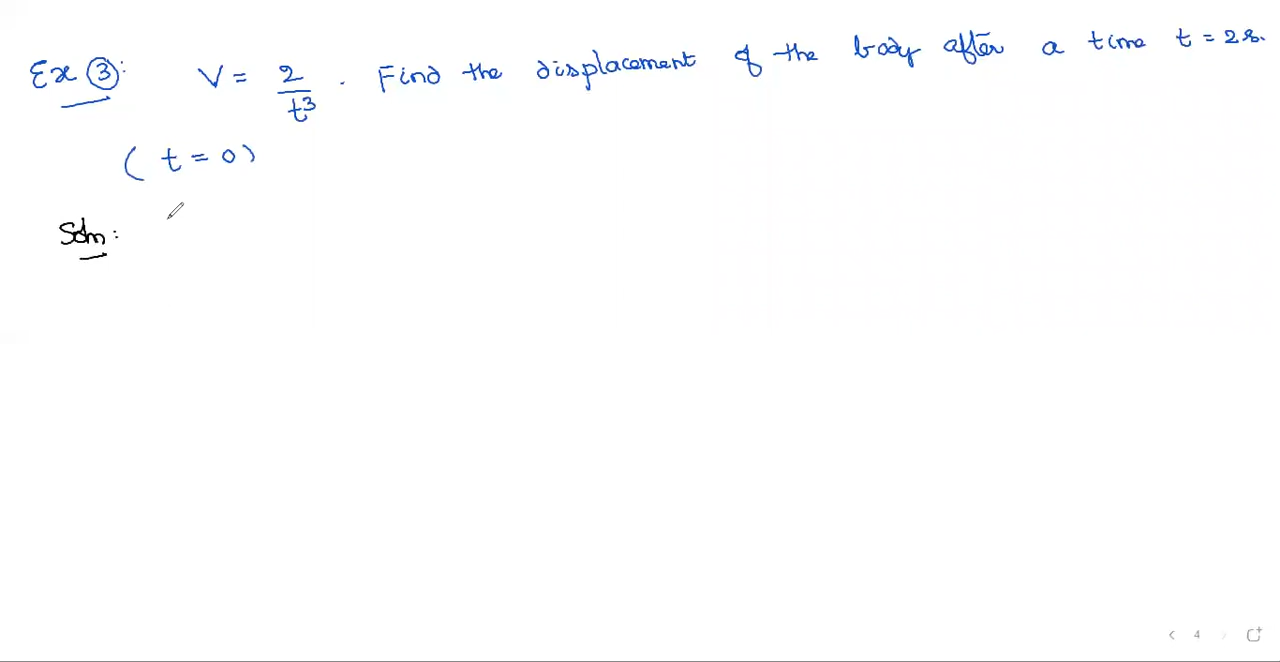 Ex ③: V = 2/t³ . Find the displacement of the body after a time t = 2s.
(t = 0)
Soln:
4